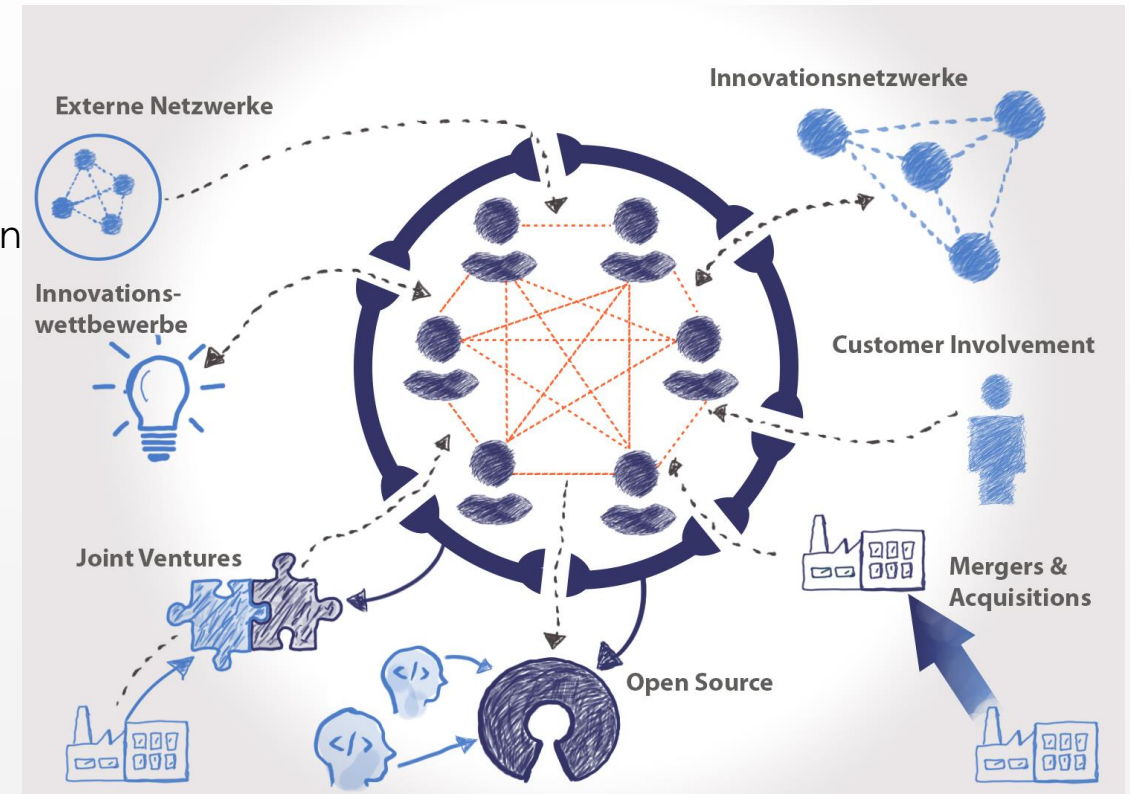 Externe Netzwerke
Innovationsnetzwerke
n
Innovations-
wettbewerbe
Customer Involvement
Joint Ventures
Mergers &
Acquisitions
Open Source
</> 
</>